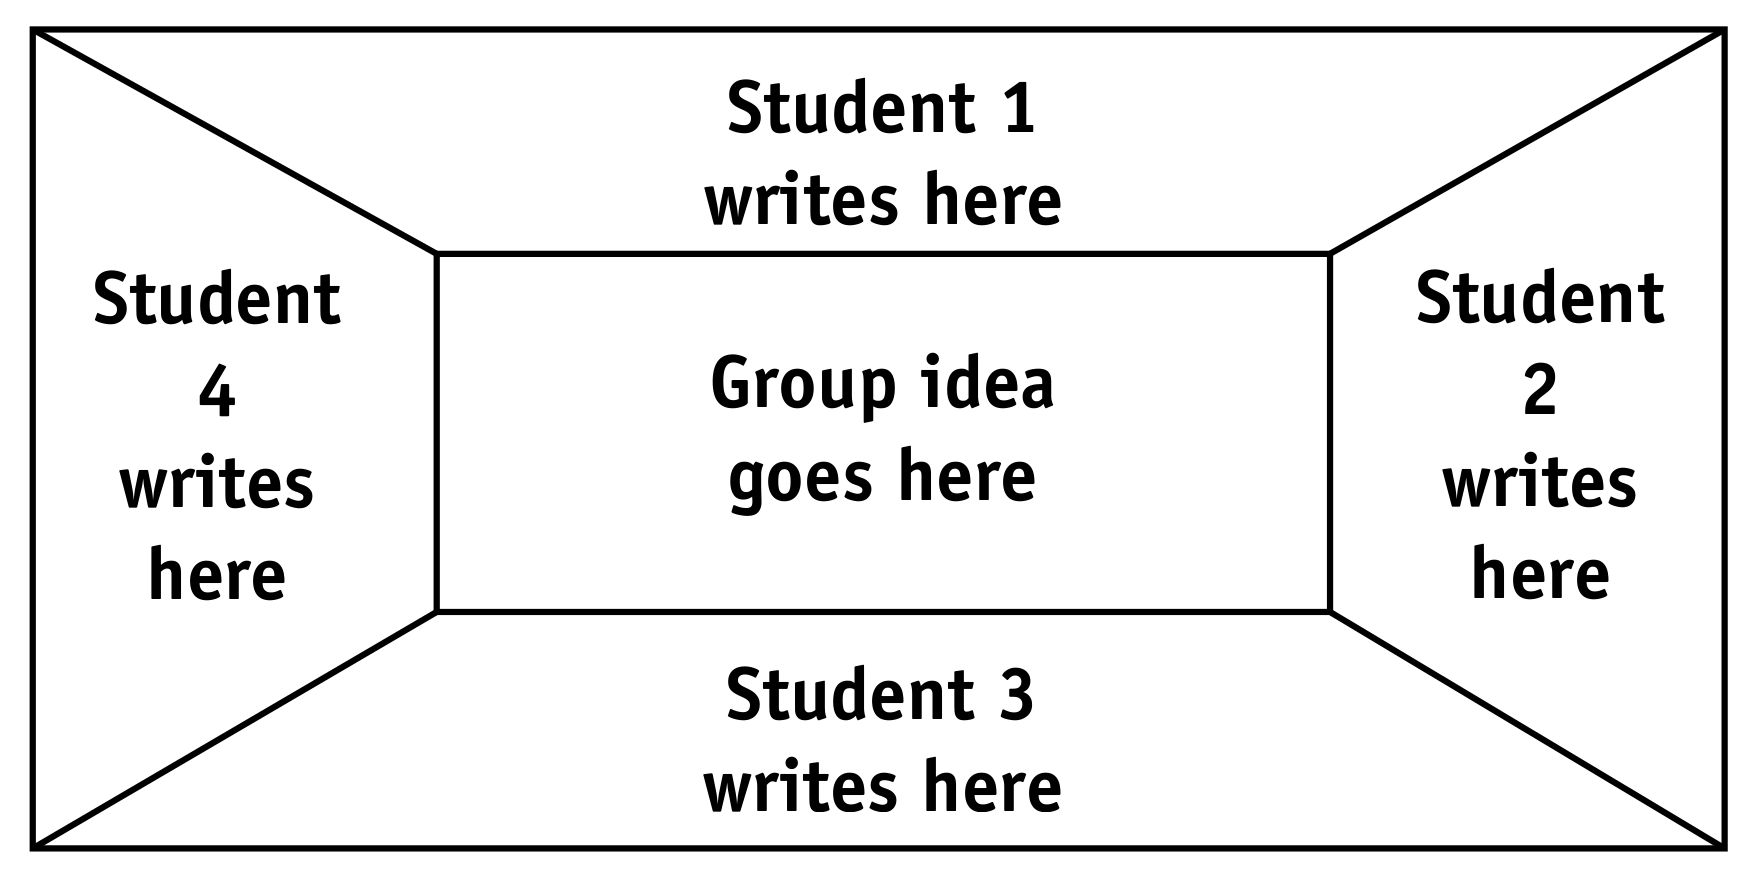 Student 1
writes here
Student
4
writes
here
Group idea
goes here
Student
2
writes
here
Student 3
writes here